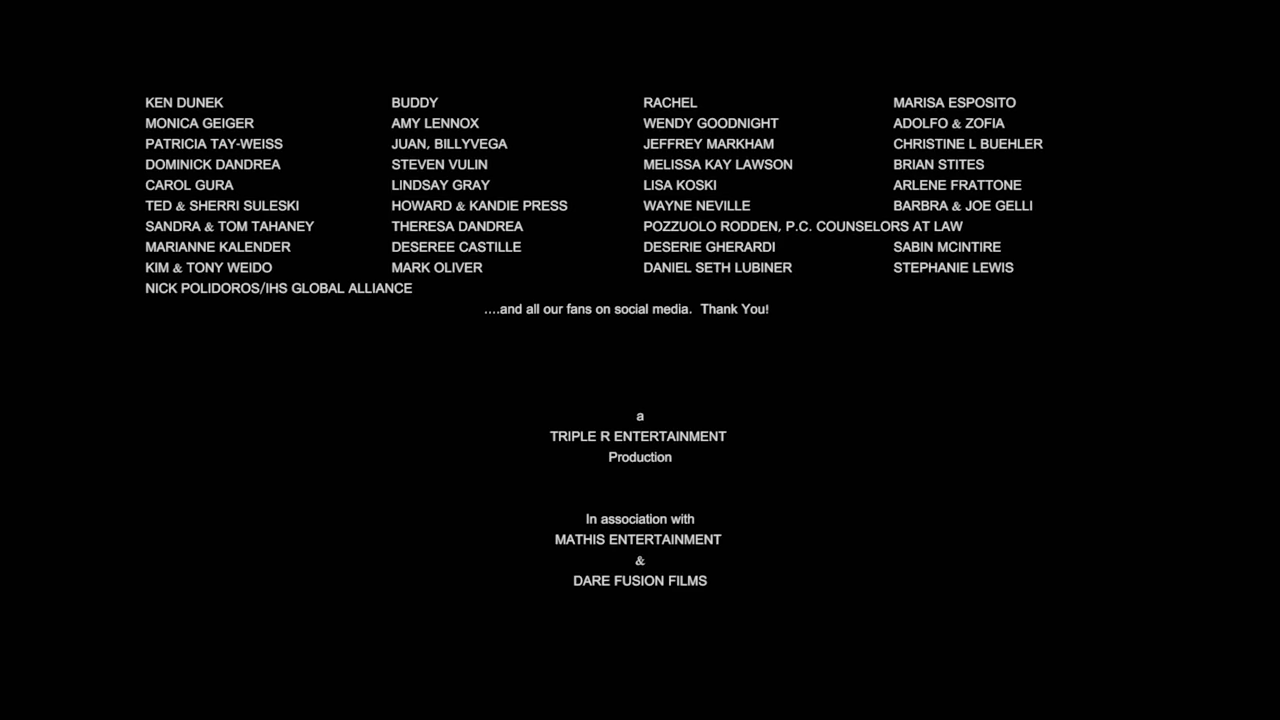 KEN DUNEK BUDDY RACHEL MARISA ESPOSITO
MONICA GEIGER AMY LENNOX WENDY GOODNIGHT ADOLFO & ZOFIA
PATRICIA TAY-WEISS JUAN, BILLYVEGA JEFFREY MARKHAM CHRISTINE L BUEHLER
DOMINICK DANDREA STEVEN VULIN MELISSA KAY LAWSON BRIAN STITES
CAROL GURA LINDSAY GRAY LISA KOSKI ARLENE FRATTONE
TED & SHERRI SULESKI HOWARD & KANDIE PRESS WAYNE NEVILLE BARBRA & JOE GELLI
SANDRA & TOM TAHANEY THERESA DANDREA POZZUOLO RODDEN, P.C. COUNSELORS AT LAW
MARIANNE KALENDER DESEREE CASTILLE DESERIE GHERARDI SABIN MCINTIRE
KIM & TONY WEIDO MARK OLIVER DANIEL SETH LUBINER STEPHANIE LEWIS
NICK POLIDOROS/IHS GLOBAL ALLIANCE
....and all our fans on social media.  Thank You!
a
TRIPLE R ENTERTAINMENT
Production
In association with
MATHIS ENTERTAINMENT
&
DARE FUSION FILMS